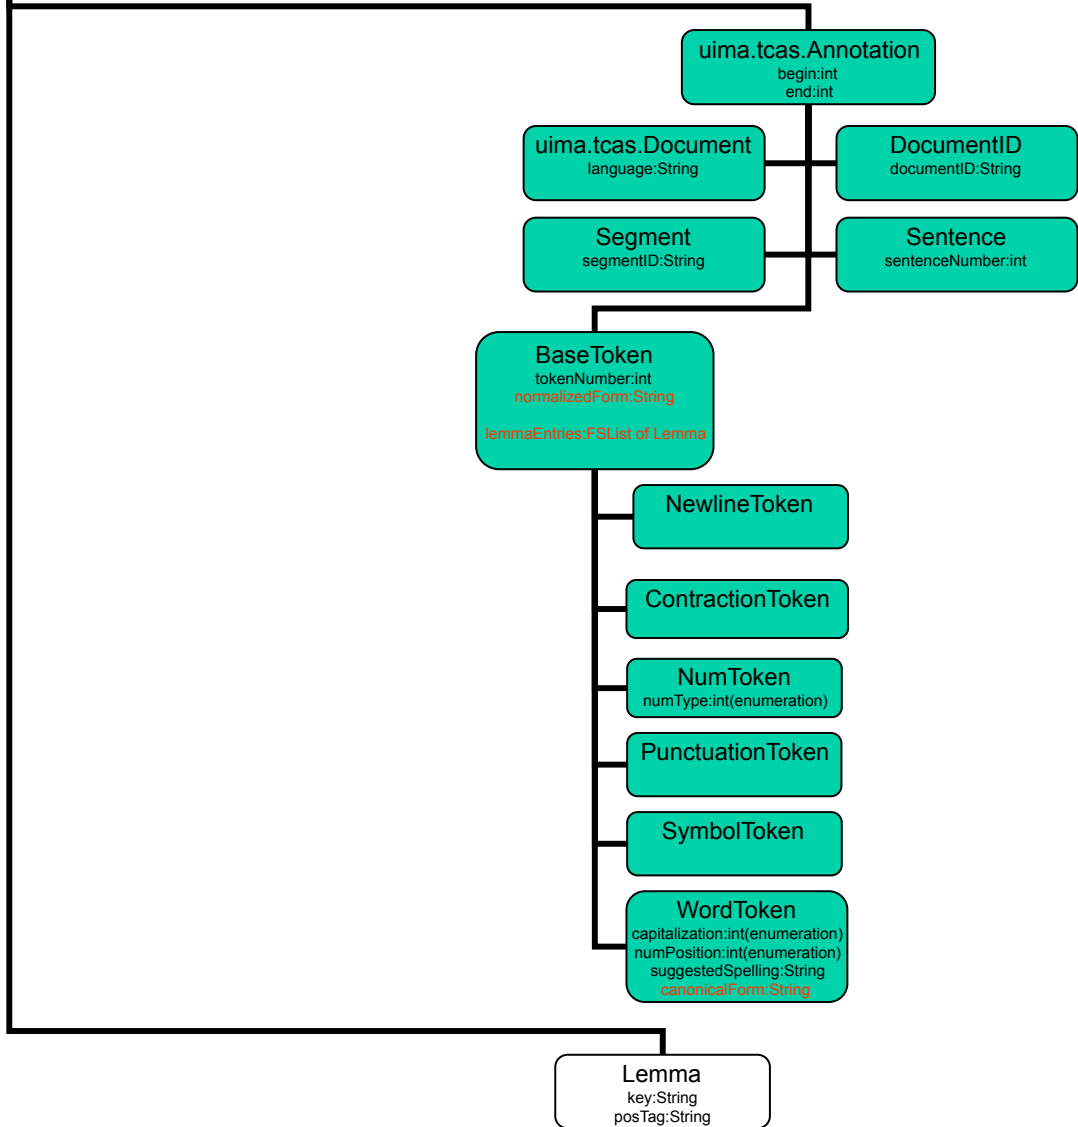 uima.tcas.Annotation
begin:int
end:int
uima.tcas.Document
language:String
DocumentID
documentID:String
Segment
segmentID:String
Sentence
sentenceNumber:int
BaseToken
tokenNumber:int
normalizedForm:String
lemmaEntries:FSList of Lemma
NewlineToken
ContractionToken
NumToken
numType:int(enumeration)
PunctuationToken
SymbolToken
WordToken
capitalization:int(enumeration)
numPosition:int(enumeration)
suggestedSpelling:String
canonicalForm:String
Lemma
key:String
posTag:String